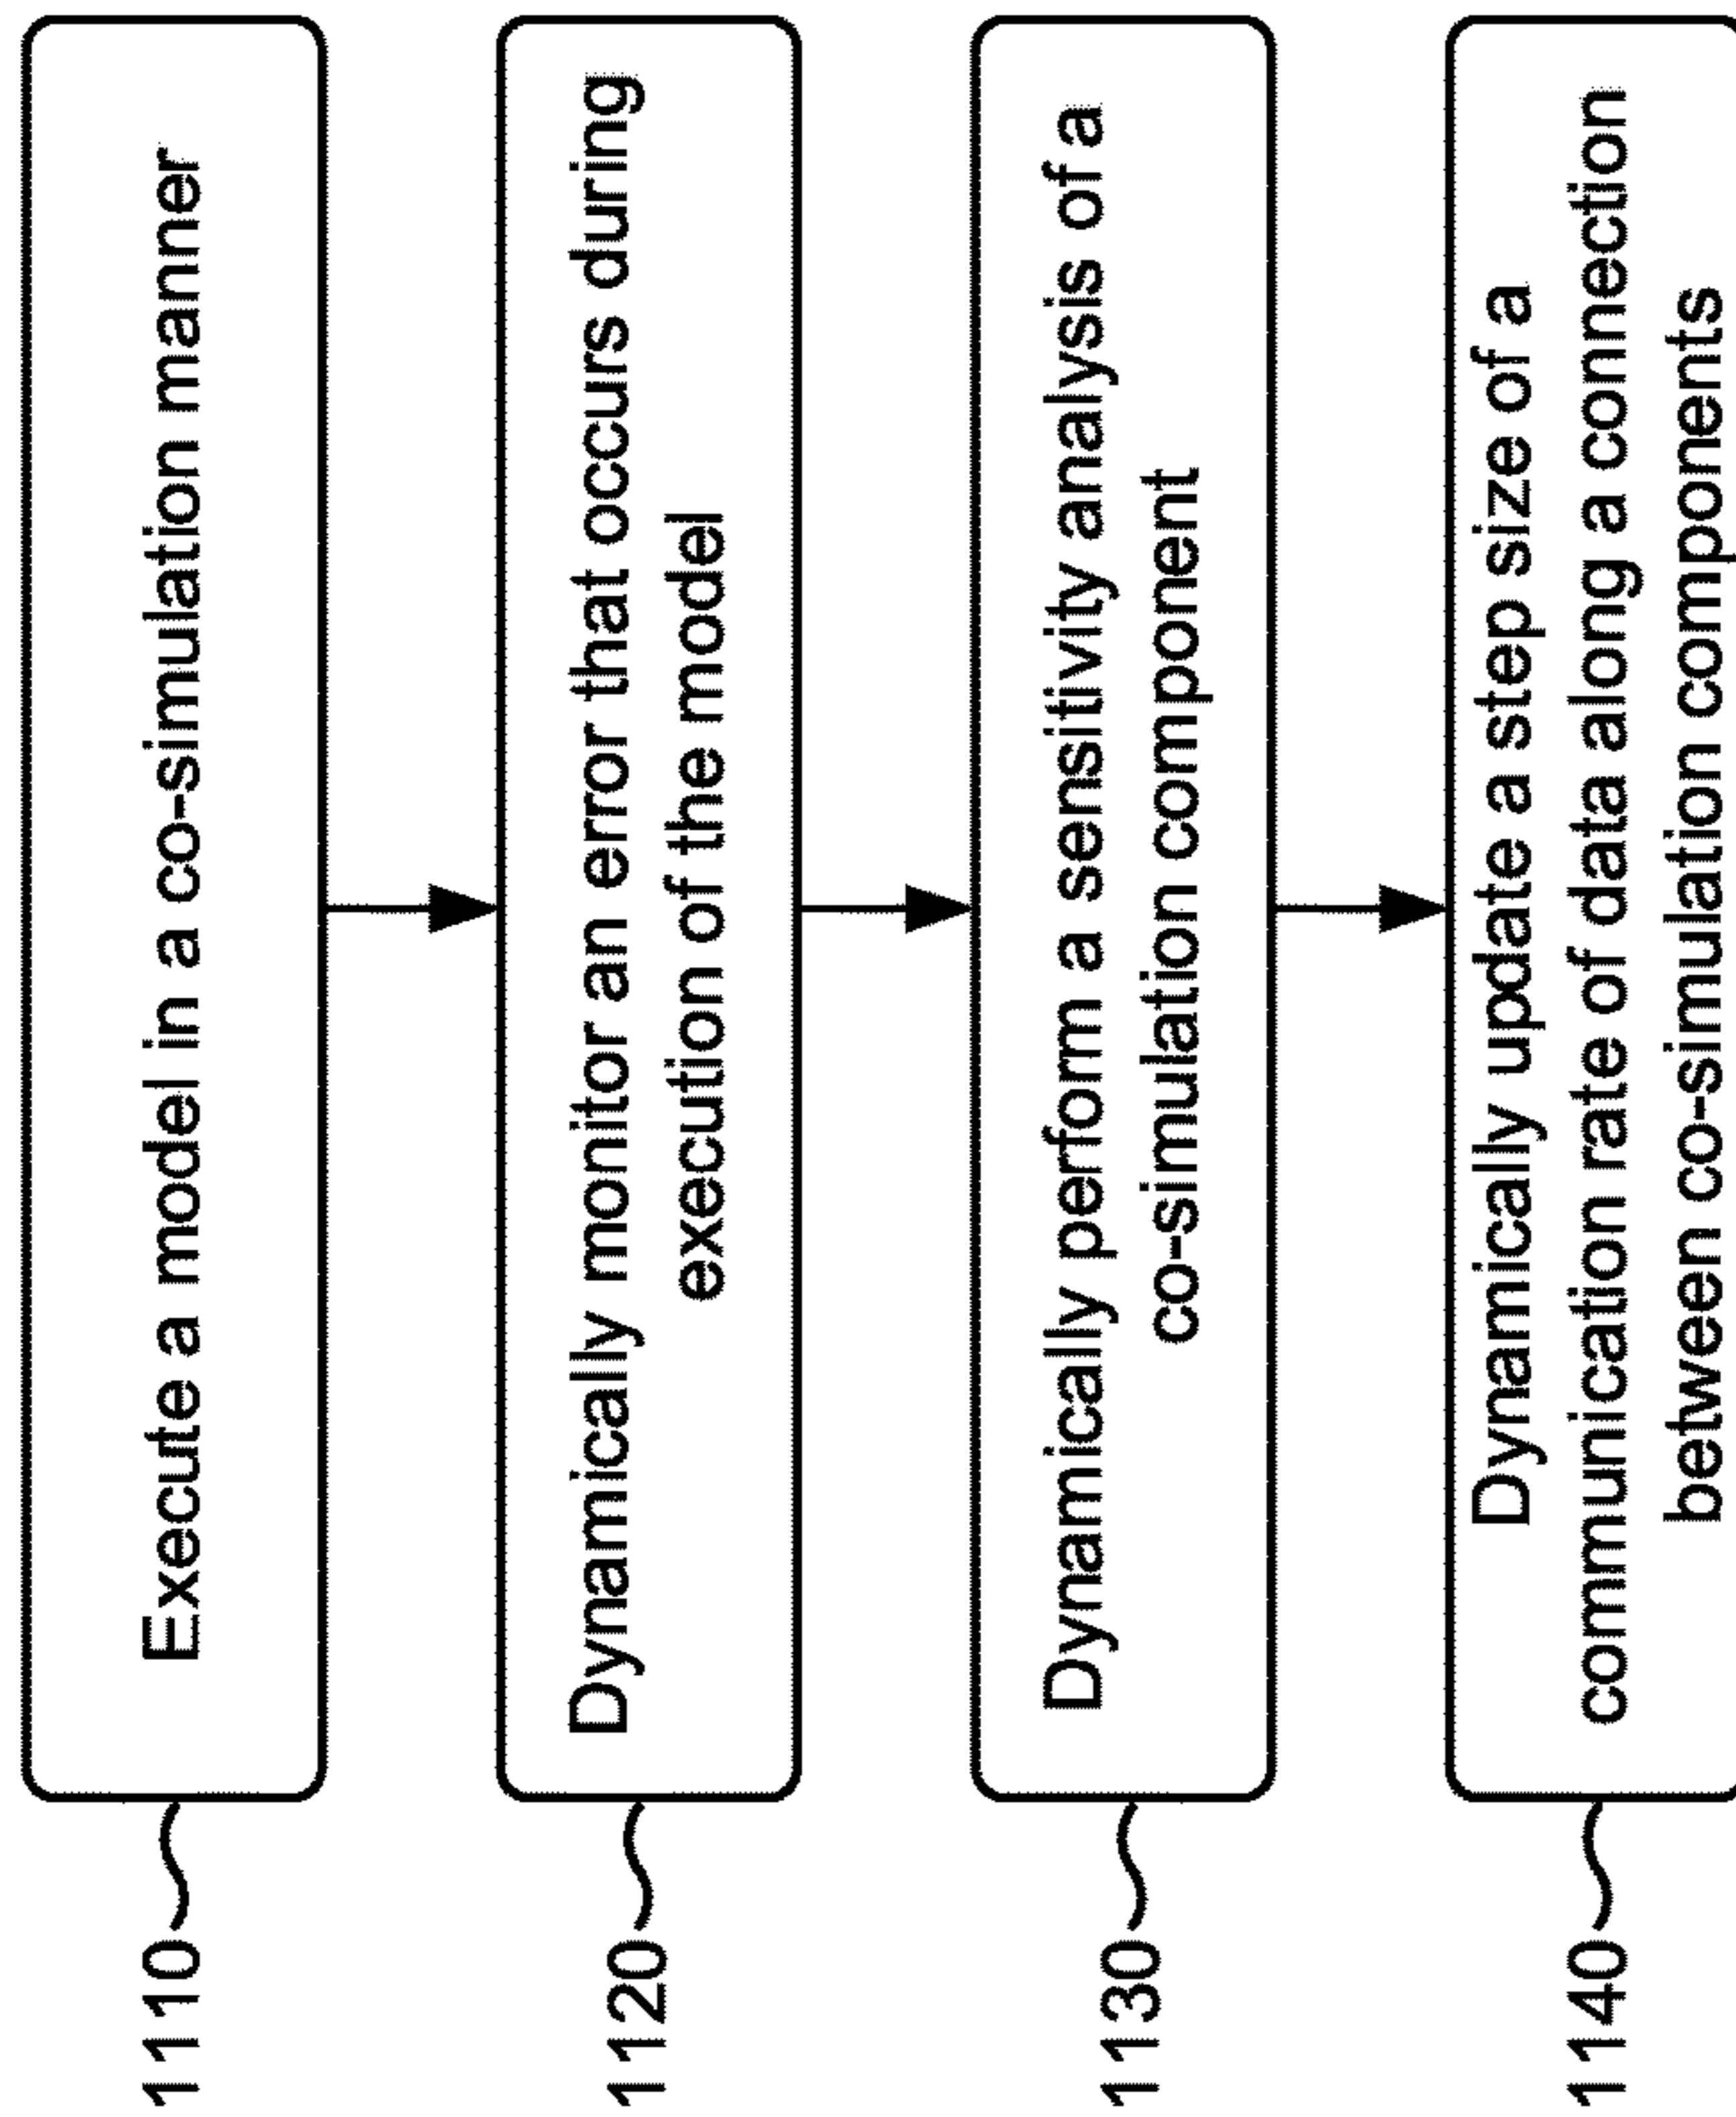 1110
Execute a model in a co-simulation manner
1120
Dynamically monitor an error that occurs during
execution of the model
1130
Dynamically perform a sensitivity analysis of a
co-simulation component
1140
Dynamically update a step size of a
communication rate of data along a connection
between co-simulation components